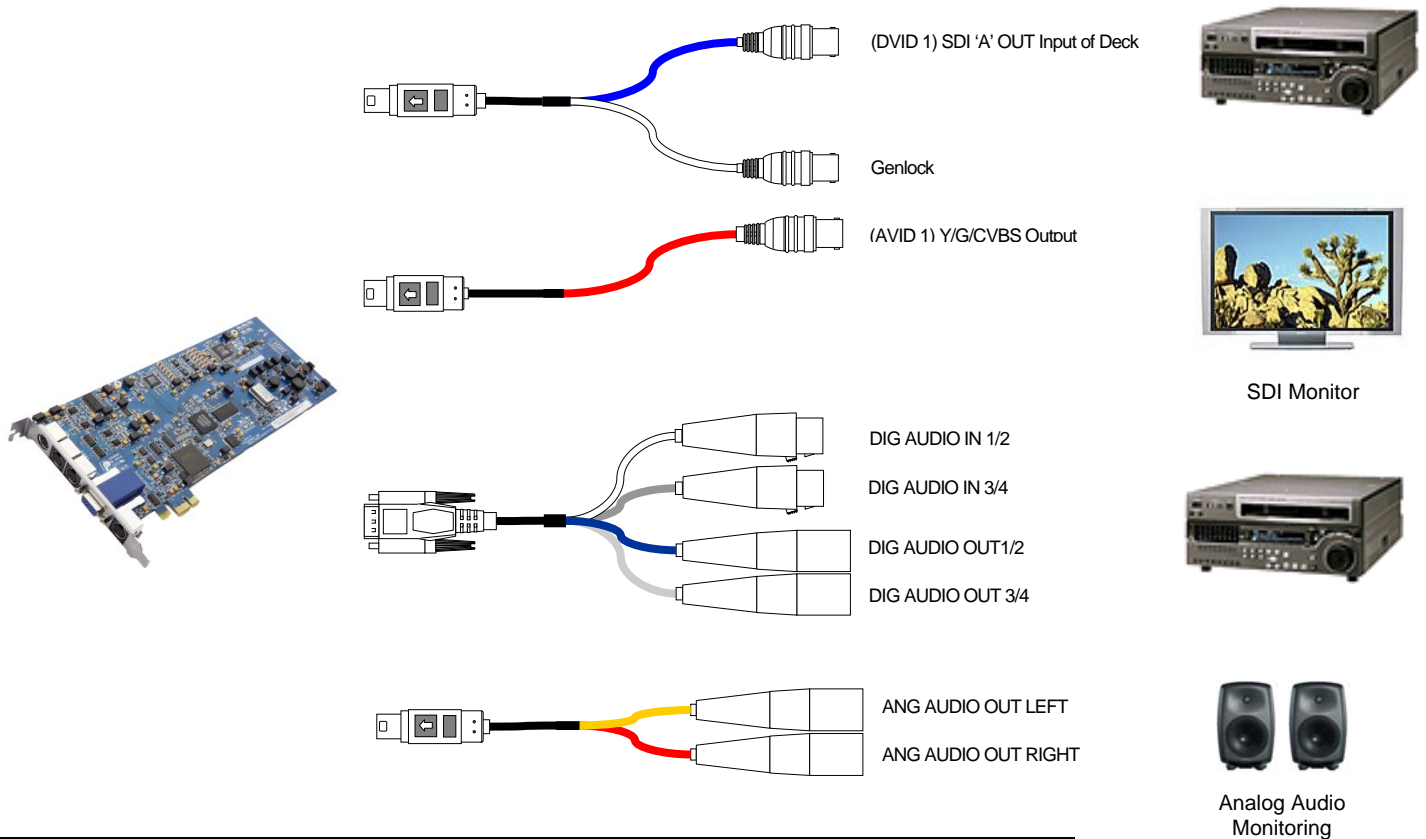 (DVID 1) SDI ‘A’ OUT Input of Deck
Genlock
(AVID 1) Y/G/CVBS Output
SDI Monitor
DIG AUDIO IN 1/2
DIG AUDIO IN 3/4
DIG AUDIO OUT1/2
DIG AUDIO OUT 3/4
ANG AUDIO OUT LEFT
ANG AUDIO OUT RIGHT
Analog Audio
Monitoring